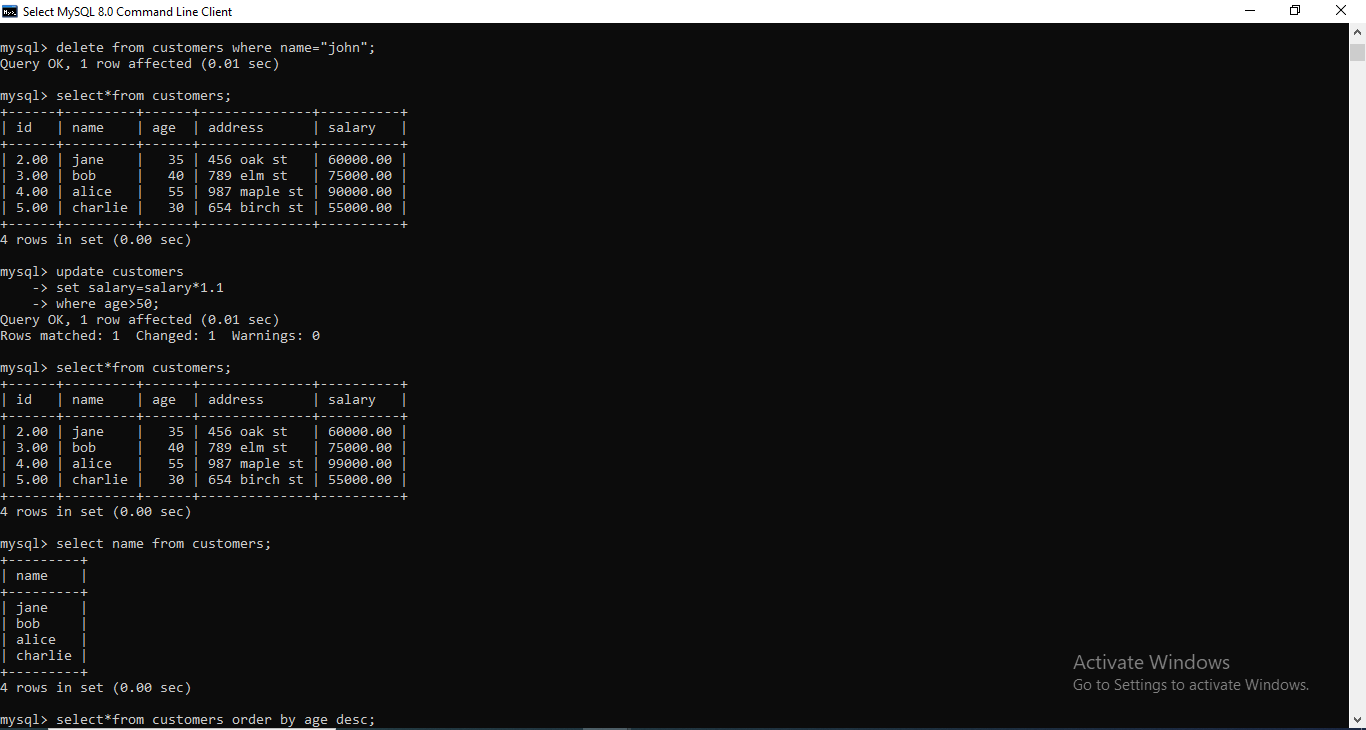 Select MySQL 8.0 Command Line Client
mysql> delete from customers where name="john";
Query OK, 1 row affected (0.01 sec)
mysql> select*from customers;
+------+---------+------+--------------+----------+
| id   | name    | age  | address      | salary   |
+------+---------+------+--------------+----------+
| 2.00 | jane    |   35 | 456 oak st   | 60000.00 |
| 3.00 | bob     |   40 | 789 elm st   | 75000.00 |
| 4.00 | alice   |   55 | 987 maple st | 90000.00 |
| 5.00 | charlie |   30 | 654 birch st | 55000.00 |
+------+---------+------+--------------+----------+
4 rows in set (0.00 sec)
mysql> update customers
    -> set salary=salary*1.1
    -> where age>50;
Query OK, 1 row affected (0.01 sec)
Rows matched: 1  Changed: 1  Warnings: 0
mysql> select*from customers;
+------+---------+------+--------------+----------+
| id   | name    | age  | address      | salary   |
+------+---------+------+--------------+----------+
| 2.00 | jane    |   35 | 456 oak st   | 60000.00 |
| 3.00 | bob     |   40 | 789 elm st   | 75000.00 |
| 4.00 | alice   |   55 | 987 maple st | 99000.00 |
| 5.00 | charlie |   30 | 654 birch st | 55000.00 |
+------+---------+------+--------------+----------+
4 rows in set (0.00 sec)
mysql> select name from customers;
+---------+
| name    |
+---------+
| jane    |
| bob     |
| alice   |
| charlie |
+---------+
4 rows in set (0.00 sec)
mysql> select*from customers order by age desc;
Activate Windows
Go to Settings to activate Windows.